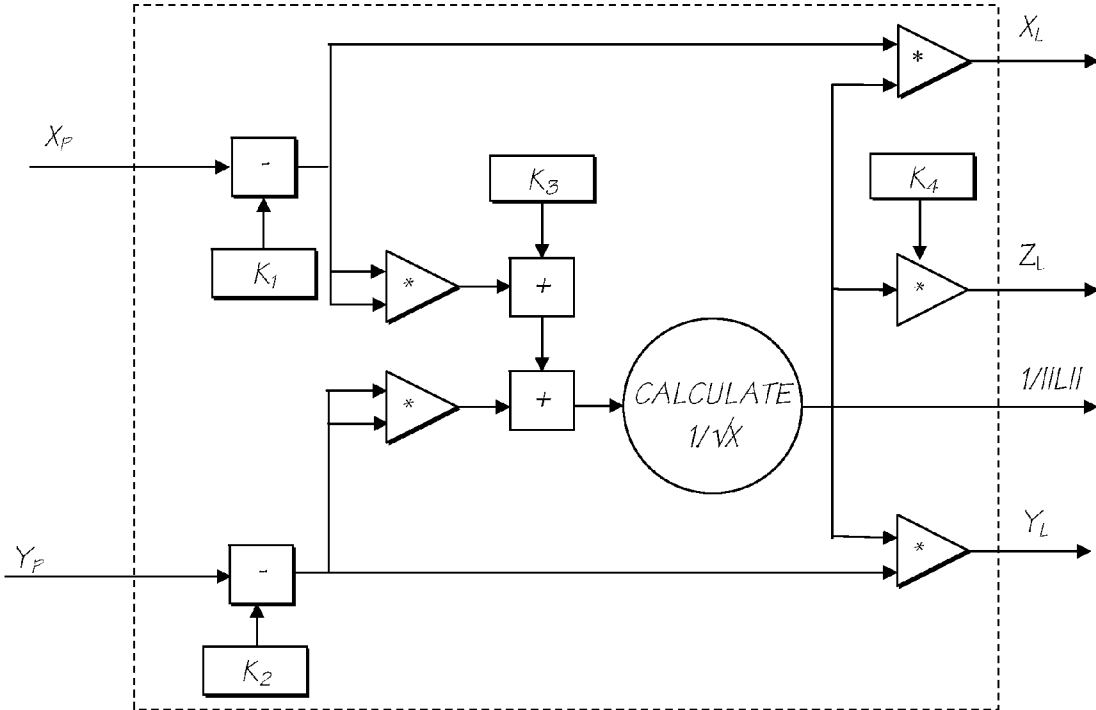 X_L
*
X_P
-
K_3
K_4
K_1
*
+
*
Z_L
*
+
CALCULATE
1/√X
1/||L||
Y_P
-
*
Y_L
K_2